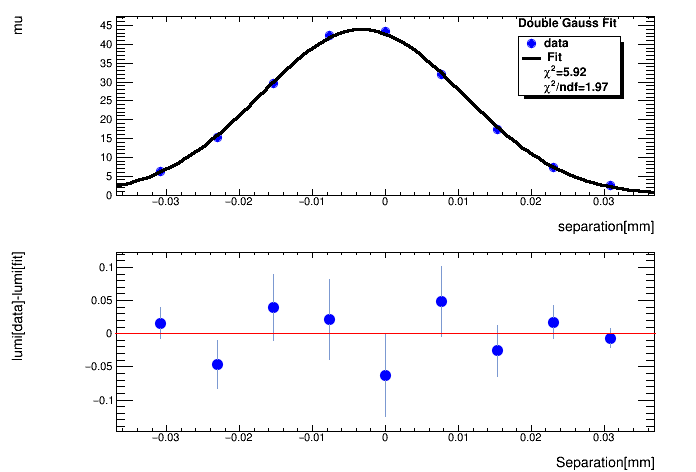 mu
Double Gauss Fit
data
Fit
χ²=5.92
χ²/ndf=1.97
45
40
35
30
25
20
15
10
5
0
−0.03 −0.02 −0.01 0 0.01 0.02 0.03
separation[mm]
lumi[data]-lumi[fit]
0.1
0.05
0
−0.05
−0.1
−0.03 −0.02 −0.01 0 0.01 0.02 0.03
Separation[mm]